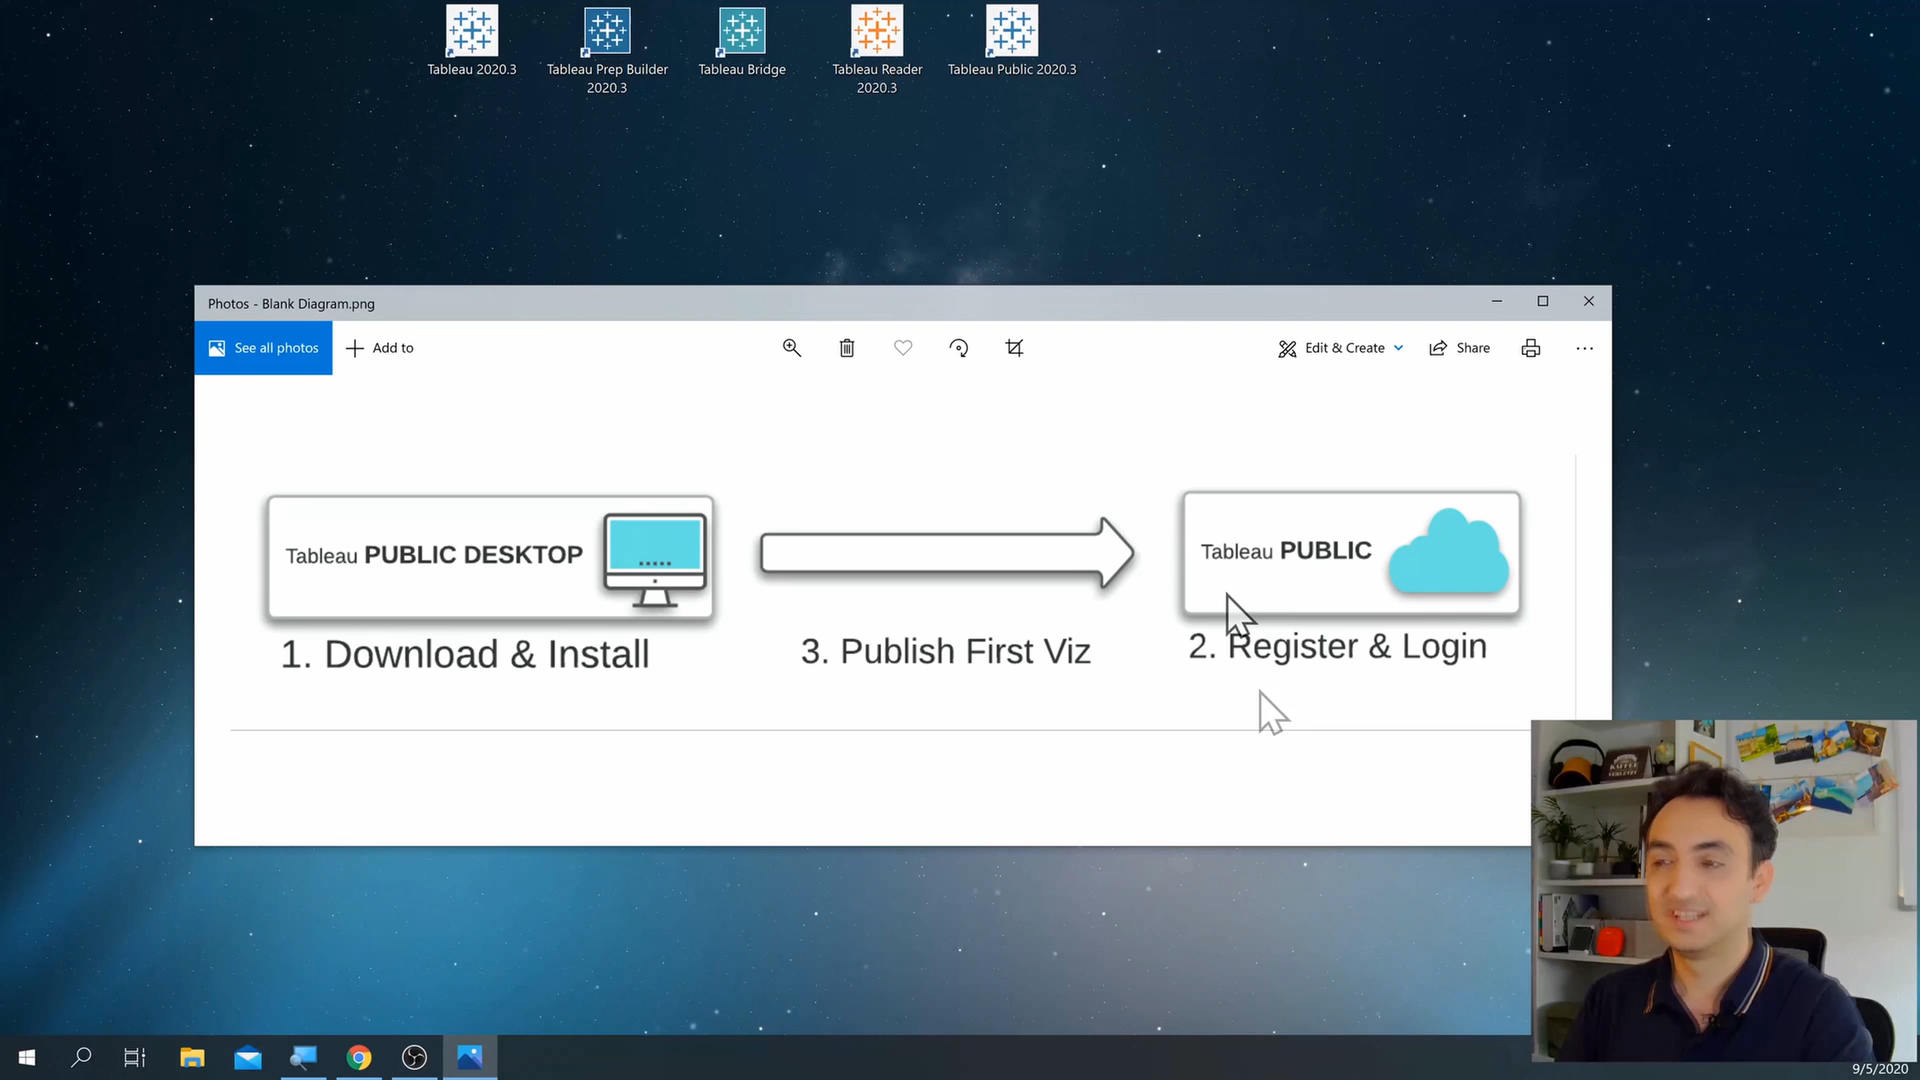 Tableau 2020.3
Tableau Prep Builder
2020.3
Tableau Bridge
Tableau Reader
2020.3
Tableau Public 2020.3
Photos - Blank Diagram.png
See all photos
Add to
Edit & Create
Share
Tableau PUBLIC DESKTOP
Tableau PUBLIC
1. Download & Install
3. Publish First Viz
2. Register & Login
9/5/2020